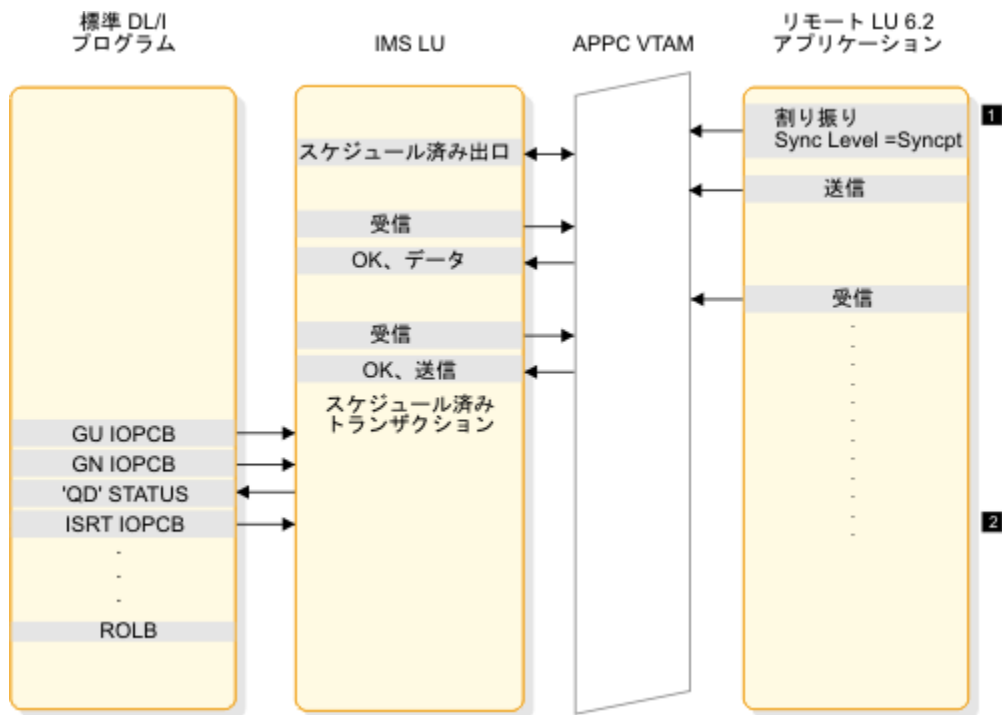 標準 DL/I
プログラム
IMS LU
APPC VTAM
リモート LU 6.2
アプリケーション
割り振り
Sync Level =Syncpt
1
スケジュール済み出口
送信
受信
OK、データ
受信
受信
OK、送信
スケジュール済み
トランザクション
GU IOPCB
GN IOPCB
'QD' STATUS
ISRT IOPCB
2
ROLB